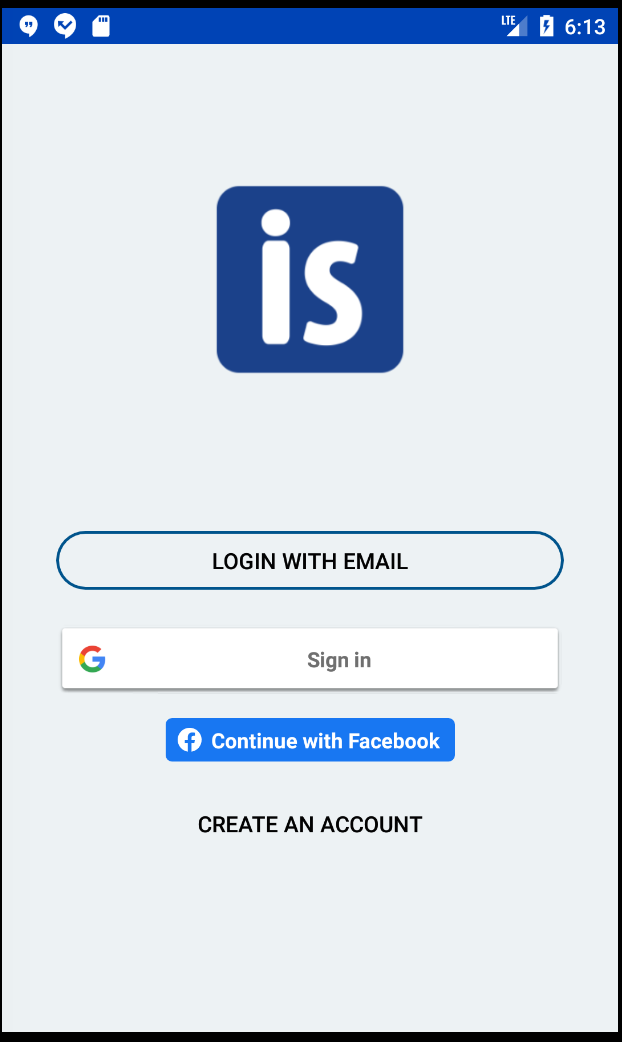 LTE 6:13
is
LOGIN WITH EMAIL
Sign in
Continue with Facebook
CREATE AN ACCOUNT